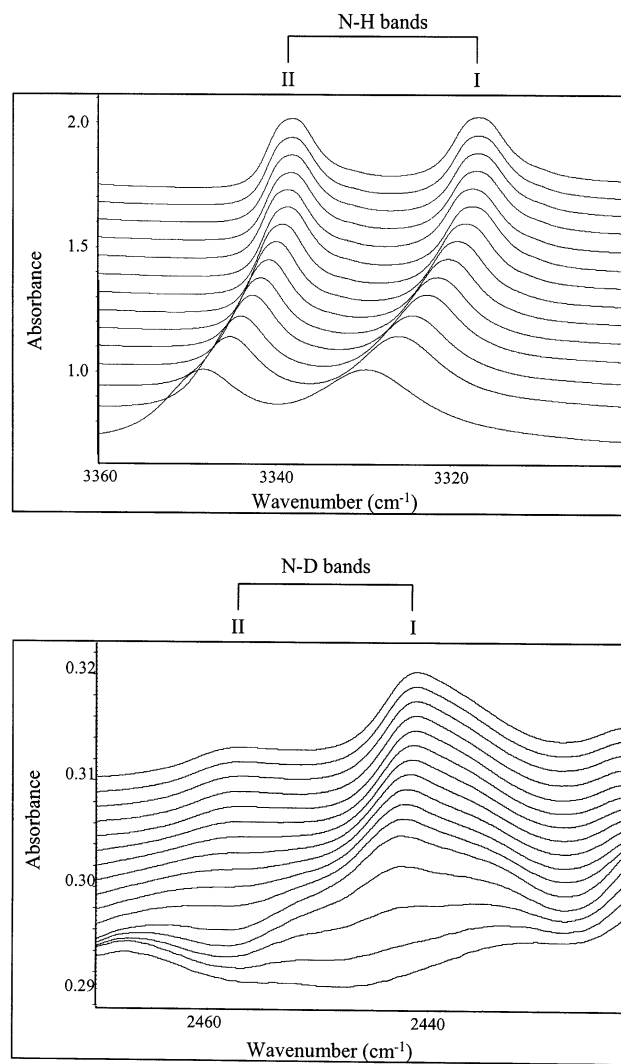 N-H bands
II I
2.0
1.5
1.0
Absorbance
3360 3340 3320
Wavenumber (cm⁻¹)
N-D bands
II I
0.32
0.31
0.30
0.29
Absorbance
2460 2440
Wavenumber (cm⁻¹)